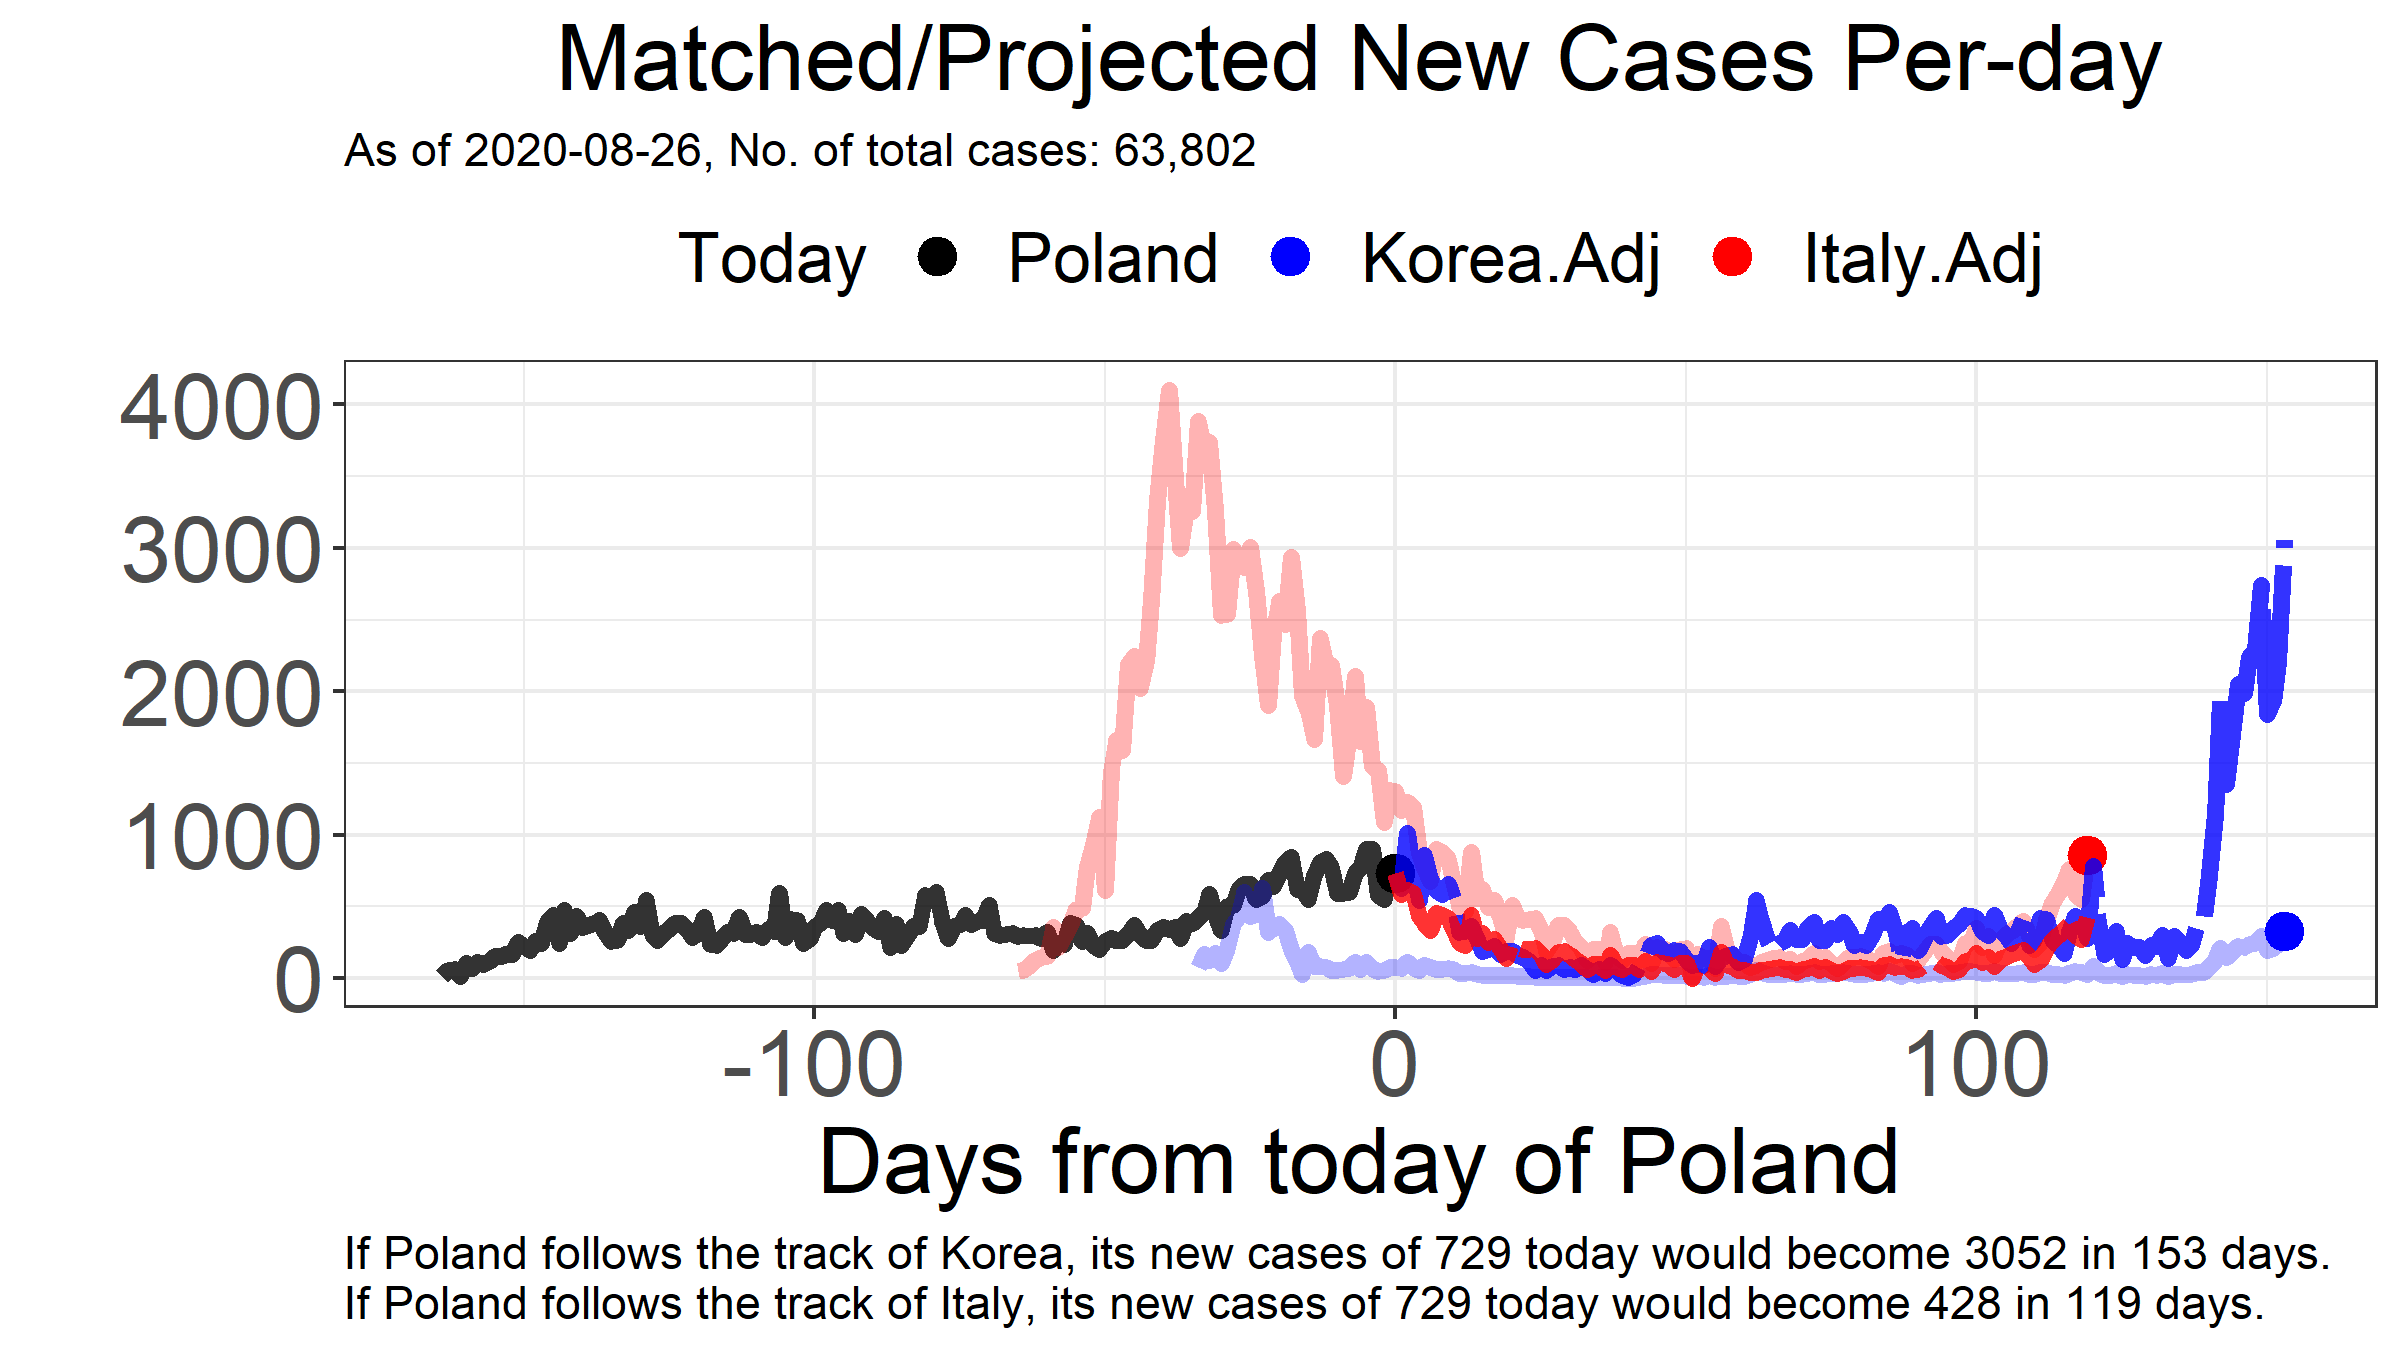 Matched/Projected New Cases Per-day
As of 2020-08-26, No. of total cases: 63,802
Today Poland Korea.Adj Italy.Adj
4000
3000
2000
1000
0
-100 0 100
Days from today of Poland
If Poland follows the track of Korea, its new cases of 729 today would become 3052 in 153 days.
If Poland follows the track of Italy, its new cases of 729 today would become 428 in 119 days.